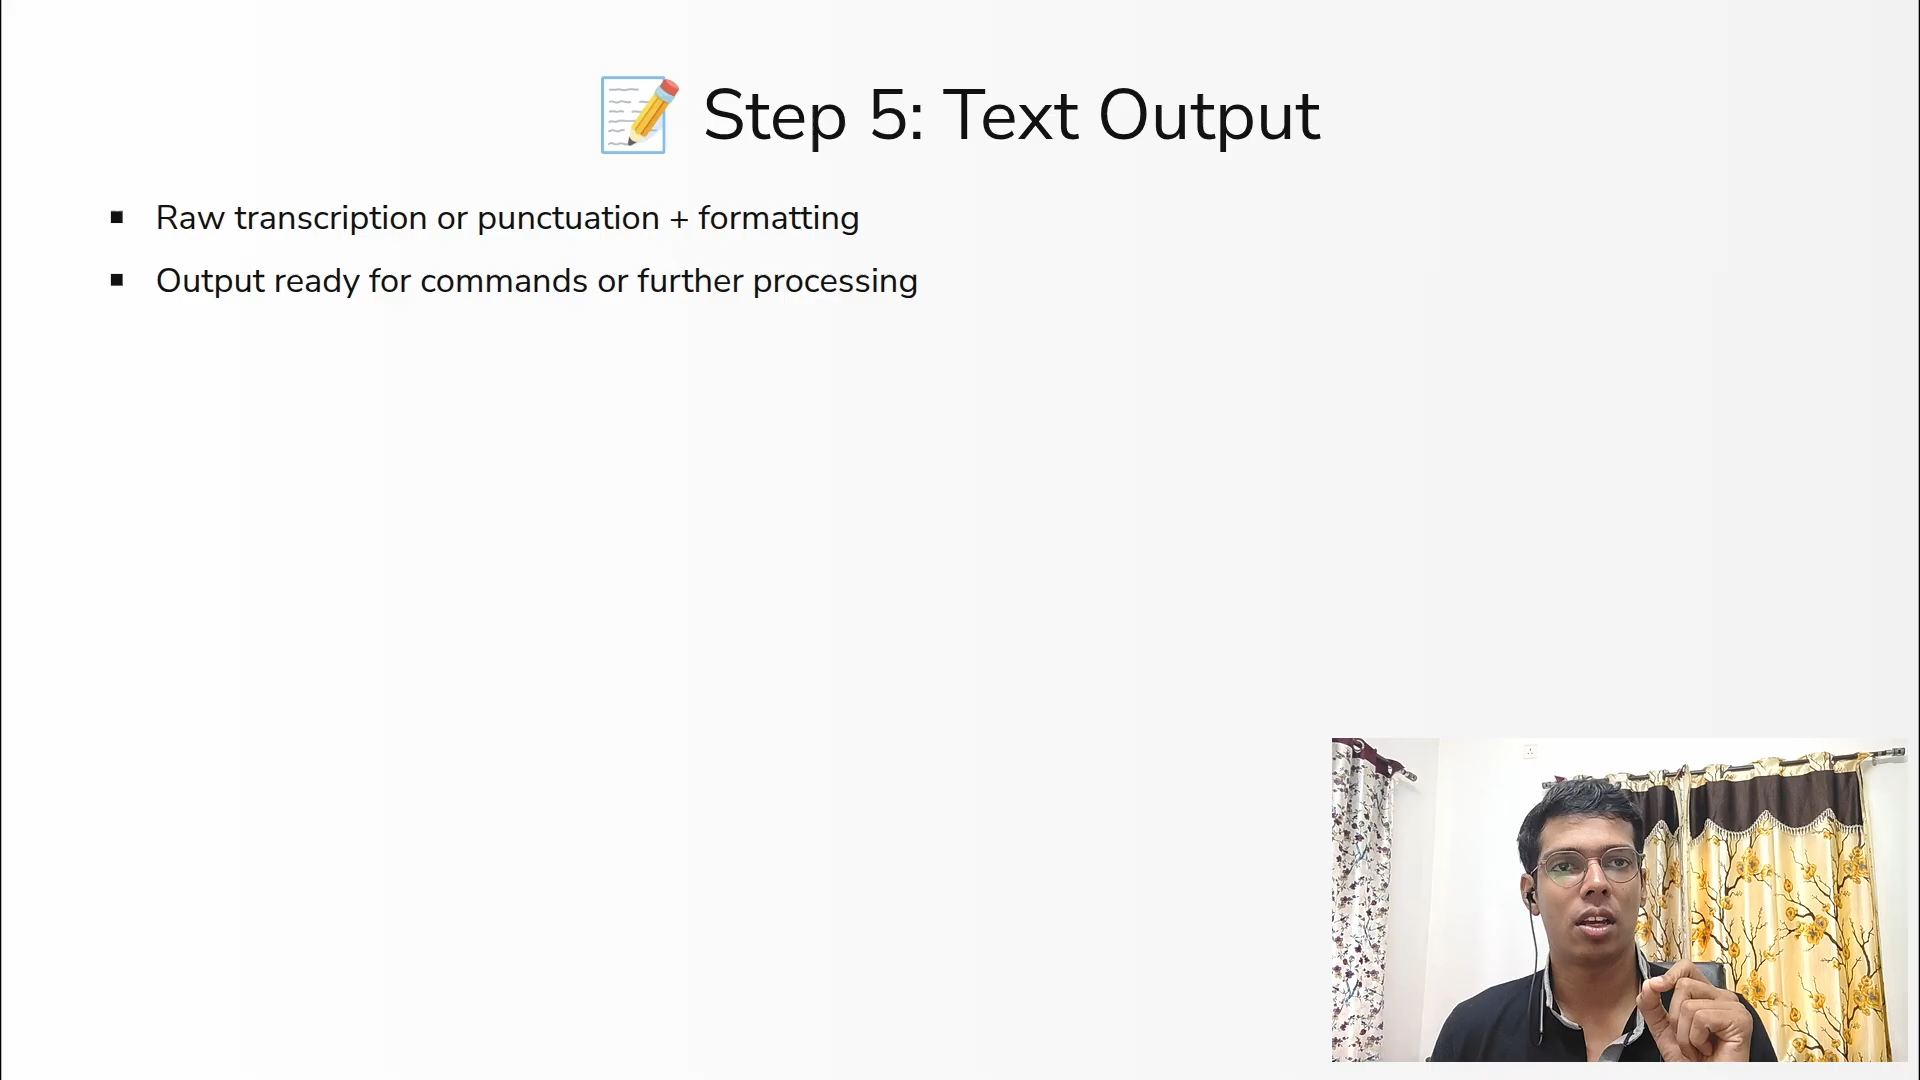 Step 5: Text Output
Raw transcription or punctuation + formatting
Output ready for commands or further processing